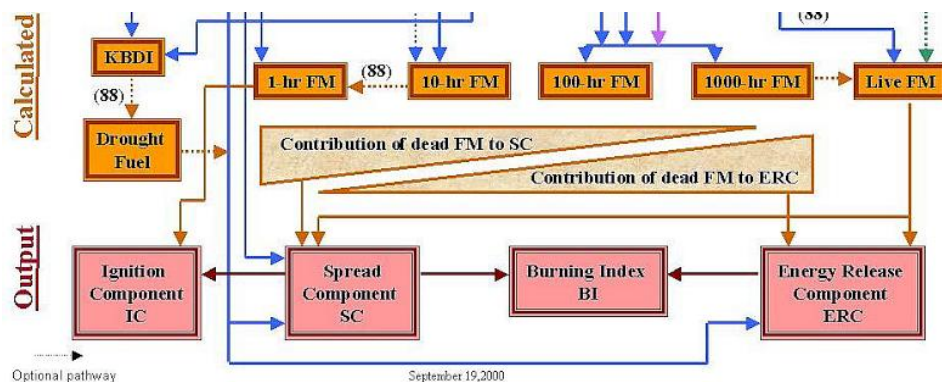 Calculated
(88)
KBDI
1-hr FM
(88)
10-hr FM
100-hr FM
1000-hr FM
Live FM
(88)
Drought
Fuel
Contribution of dead FM to SC
Contribution of dead FM to ERC
Output
Ignition
Component
IC
Spread
Component
SC
Burning Index
BI
Energy Release
Component
ERC
Optional pathway
September 19,2000